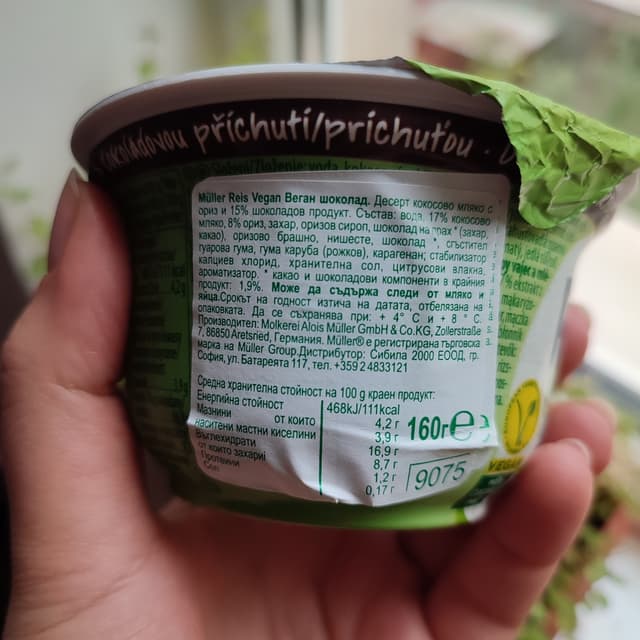 čokoládovou příchutí/príchuťou
Müller Reis Vegan Веган шоколад. Десерт кокосово мляко с
ориз и 15% шоколадов продукт. Състав: вода, 17% кокосово
мляко, 8% ориз, захар, оризов сироп, шоколад на прах * (захар,
какао), оризово брашно, нишесте, шоколад *, сгъстител
гуарова гума, гума каруба (рожков), карагенан; стабилизатор
калциев хлорид, хранителна сол, цитрусови влакна,
ароматизатор. * какао и шоколадови компоненти в крайния
продукт: 1,9%. Може да съдържа следи от мляко и
яйца.Срокът на годност изтича на датата, отбелязана на
опаковката. Да се съхранява при: + 4° С и + 8 ° С.
Производител: Molkerei Alois Müller GmbH & Co.KG, Zollerstraße
7, 86850 Aretsried, Германия. Müller® е регистрирана търговска
марка на Müller Group.Дистрибутор: Сибила 2000 ЕООД, гр.
София, ул. Батареята 117, тел. +359 2 4833121
Средна хранителна стойност на 100 g краен продукт:
Енергийна стойност 468kJ/111kcal
Мазнини 4,2 г
от които наситени мастни киселини 3,9 г
Въглехидрати 16,9 г
от които захари 8,7 г
Протеини 1,2 г
Сол 0,17 г
160г e
9075
VEGAN